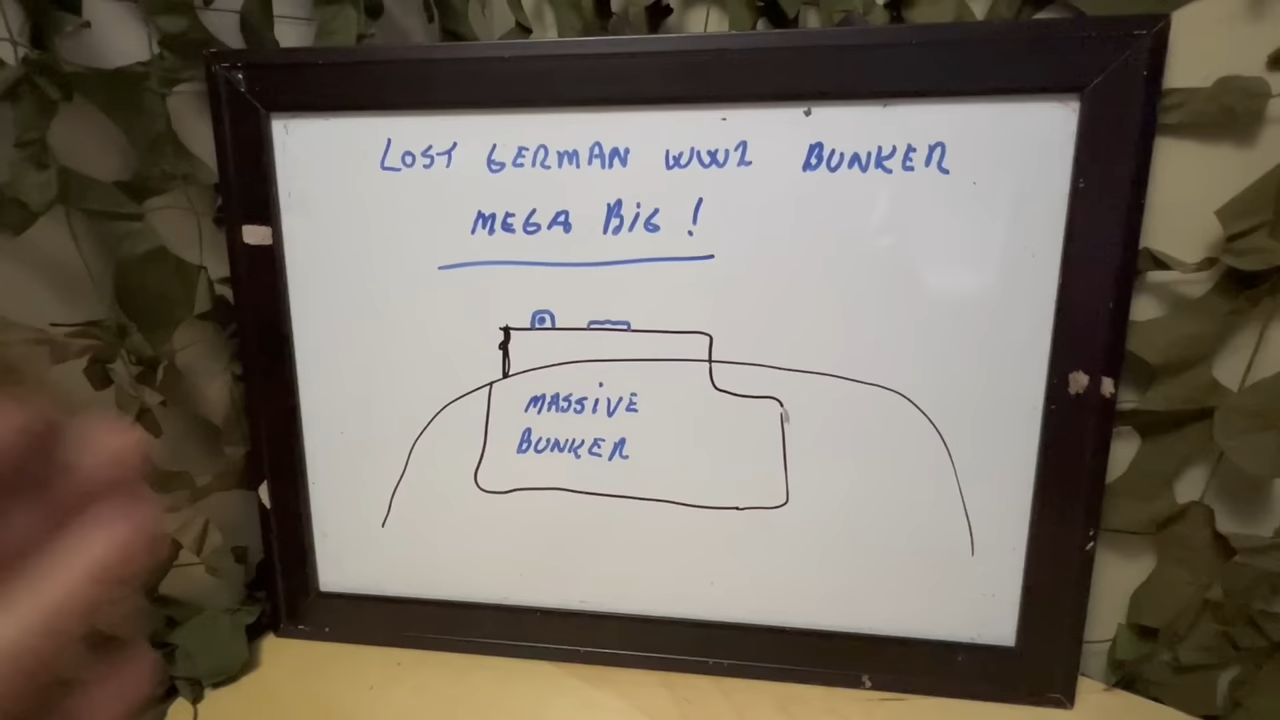 LOST GERMAN WW2 BUNKER
MEGA BiG !
MASSiVE
BUNKER